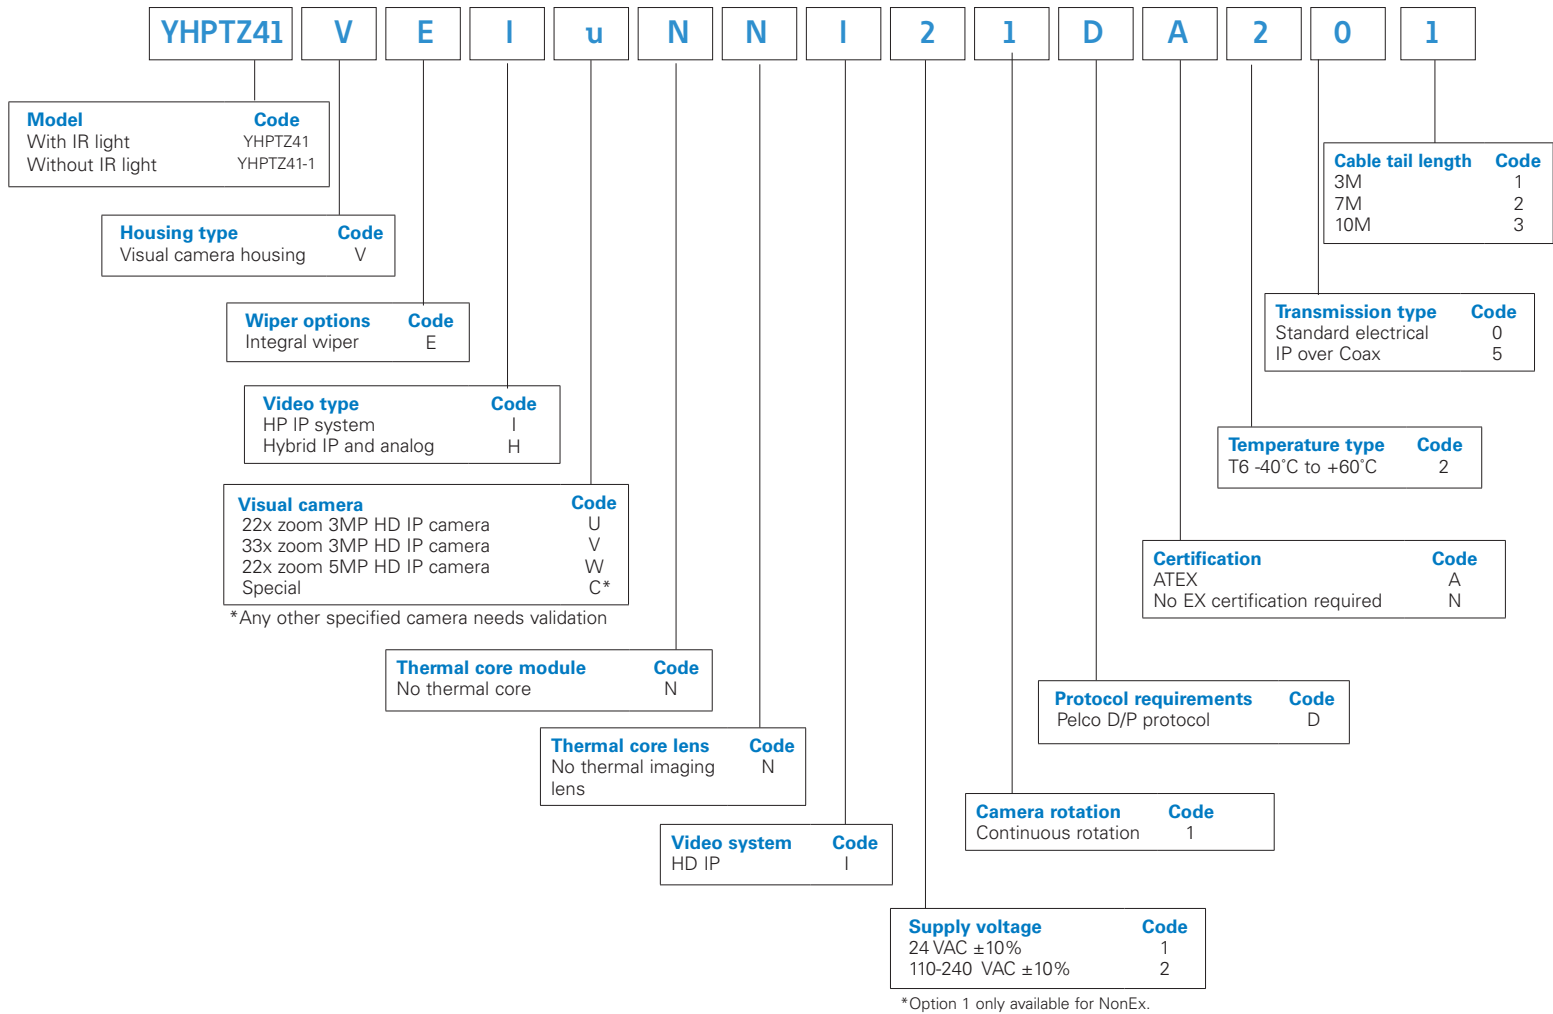 YHPTZ41 V E I u N N I 2 1 D A 2 0 1
Model Code
With IR light YHPTZ41
Without IR light YHPTZ41-1
Housing type Code
Visual camera housing V
Wiper options Code
Integral wiper E
Video type Code
HP IP system I
Hybrid IP and analog H
Visual camera Code
22x zoom 3MP HD IP camera U
33x zoom 3MP HD IP camera V
22x zoom 5MP HD IP camera W
Special C*
*Any other specified camera needs validation
Thermal core module Code
No thermal core N
Thermal core lens Code
No thermal imaging N
lens
Video system Code
HD IP I
Supply voltage Code
24 VAC ±10% 1
110-240 VAC ±10% 2
*Option 1 only available for NonEx.
Camera rotation Code
Continuous rotation 1
Protocol requirements Code
Pelco D/P protocol D
Certification Code
ATEX A
No EX certification required N
Temperature type Code
T6 -40˚C to +60˚C 2
Transmission type Code
Standard electrical 0
IP over Coax 5
Cable tail length Code
3M 1
7M 2
10M 3